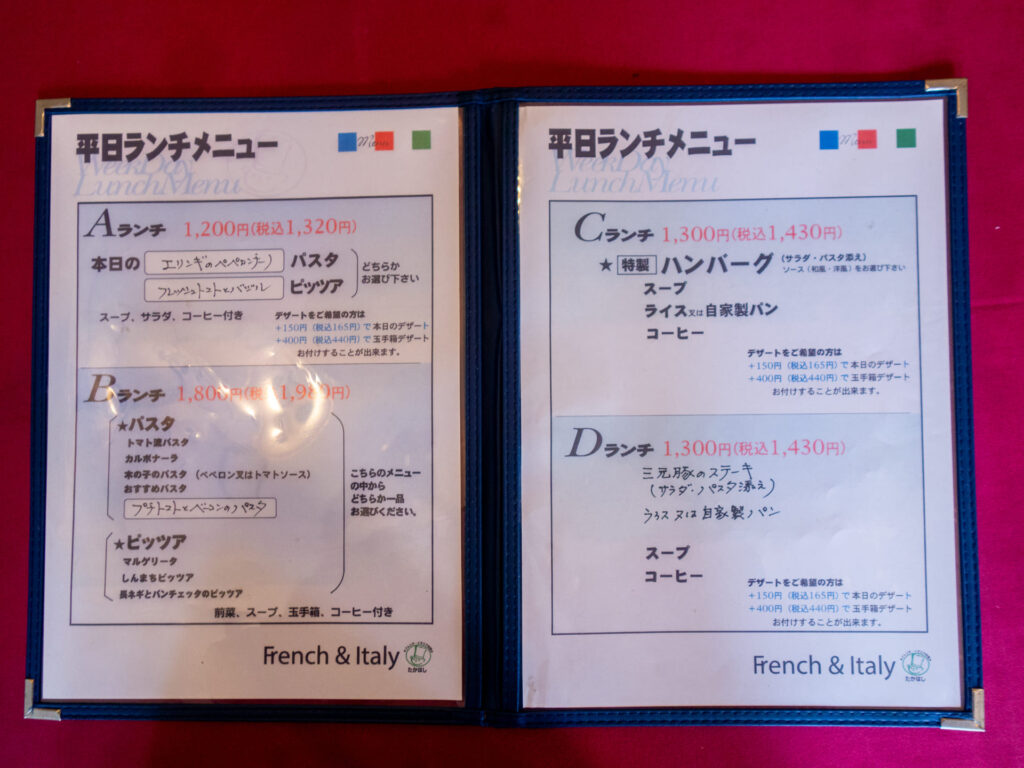 平日ランチメニュー
Menu
WeekDay
LunchMenu
Aランチ 1,200円(税込1,320円)
本日の エリンギのペペロンチーノ パスタ
フレッシュトマトとバジル ピッツア
どちらか
お選び下さい
スープ、サラダ、コーヒー付き
デザートをご希望の方は
+150円(税込165円)で本日のデザート
+400円(税込440円)で玉手箱デザート
お付けすることが出来ます。
Bランチ 1,800円(税込1,980円)
★パスタ
トマト流パスタ
カルボナーラ
木の子のパスタ (ペペロン又はトマトソース)
おすすめパスタ
プチトマトとベーコンのパスタ
★ピッツア
マルゲリータ
しんまちピッツア
長ネギとパンチェッタのピッツア
こちらのメニュー
の中から
どちらか一品
お選びください。
前菜、スープ、玉手箱、コーヒー付き
French & Italy
たかはし
平日ランチメニュー
Menu
WeekDay
LunchMenu
Cランチ 1,300円(税込1,430円)
★ 特製 ハンバーグ (サラダ・パスタ添え)
ソース(和風・洋風)をお選び下さい
スープ
ライス又は自家製パン
コーヒー
デザートをご希望の方は
+150円(税込165円)で本日のデザート
+400円(税込440円)で玉手箱デザート
お付けすることが出来ます。
Dランチ 1,300円(税込1,430円)
三元豚のステーキ
(サラダ・パスタ添え)
ライス又は自家製パン
スープ
コーヒー
デザートをご希望の方は
+150円(税込165円)で本日のデザート
+400円(税込440円)で玉手箱デザート
お付けすることが出来ます。
French & Italy
たかはし